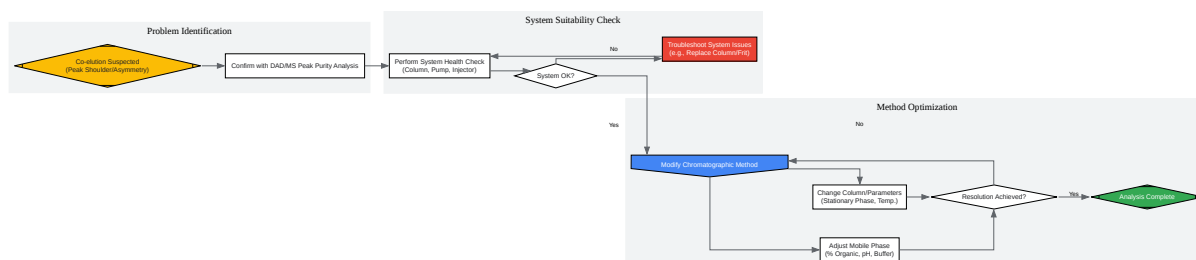 Problem Identification
Co-elution Suspected
(Peak Shoulder/Asymmetry)
Confirm with DAD/MS Peak Purity Analysis
System Suitability Check
Perform System Health Check
(Column, Pump, Injector)
System OK?
No
Troubleshoot System Issues
(e.g., Replace Column/Frit)
Yes
Method Optimization
No
Modify Chromatographic Method
Change Column/Parameters
(Stationary Phase, Temp.)
Adjust Mobile Phase
(% Organic, pH, Buffer)
Resolution Achieved?
Yes
Analysis Complete